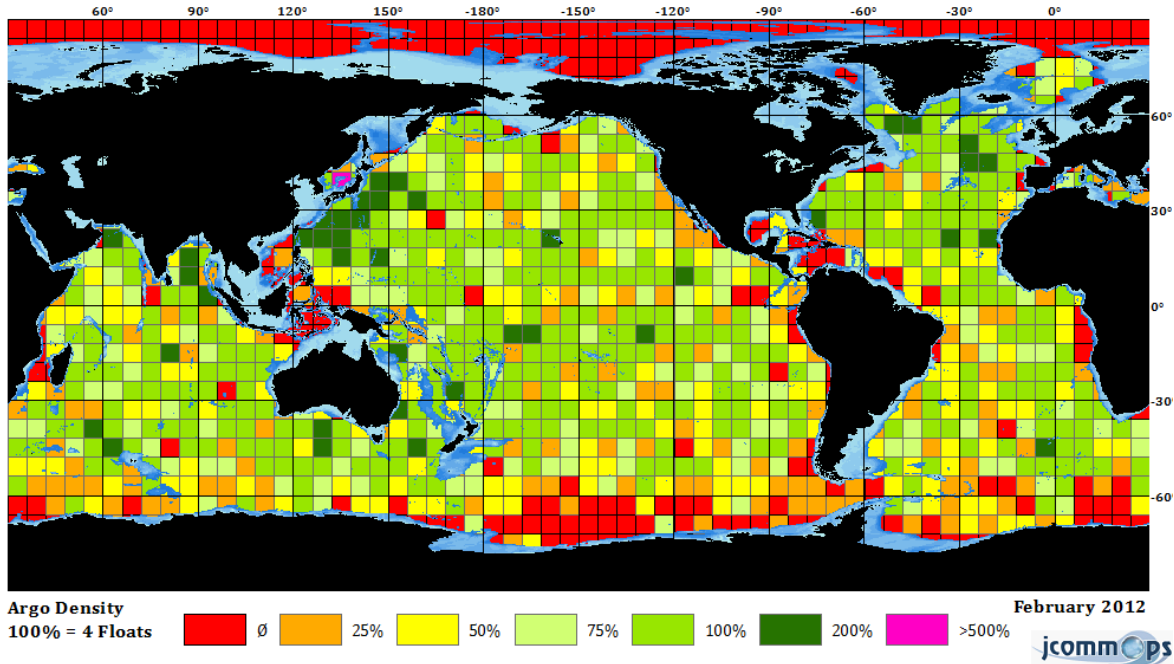 60° 90° 120° 150° -180° -150° -120° -90° -60° -30° 0°
60°
30°
0°
-30°
-60°
Argo Density
100% = 4 Floats
Ø 25% 50% 75% 100% 200% >500%
February 2012
jcommops